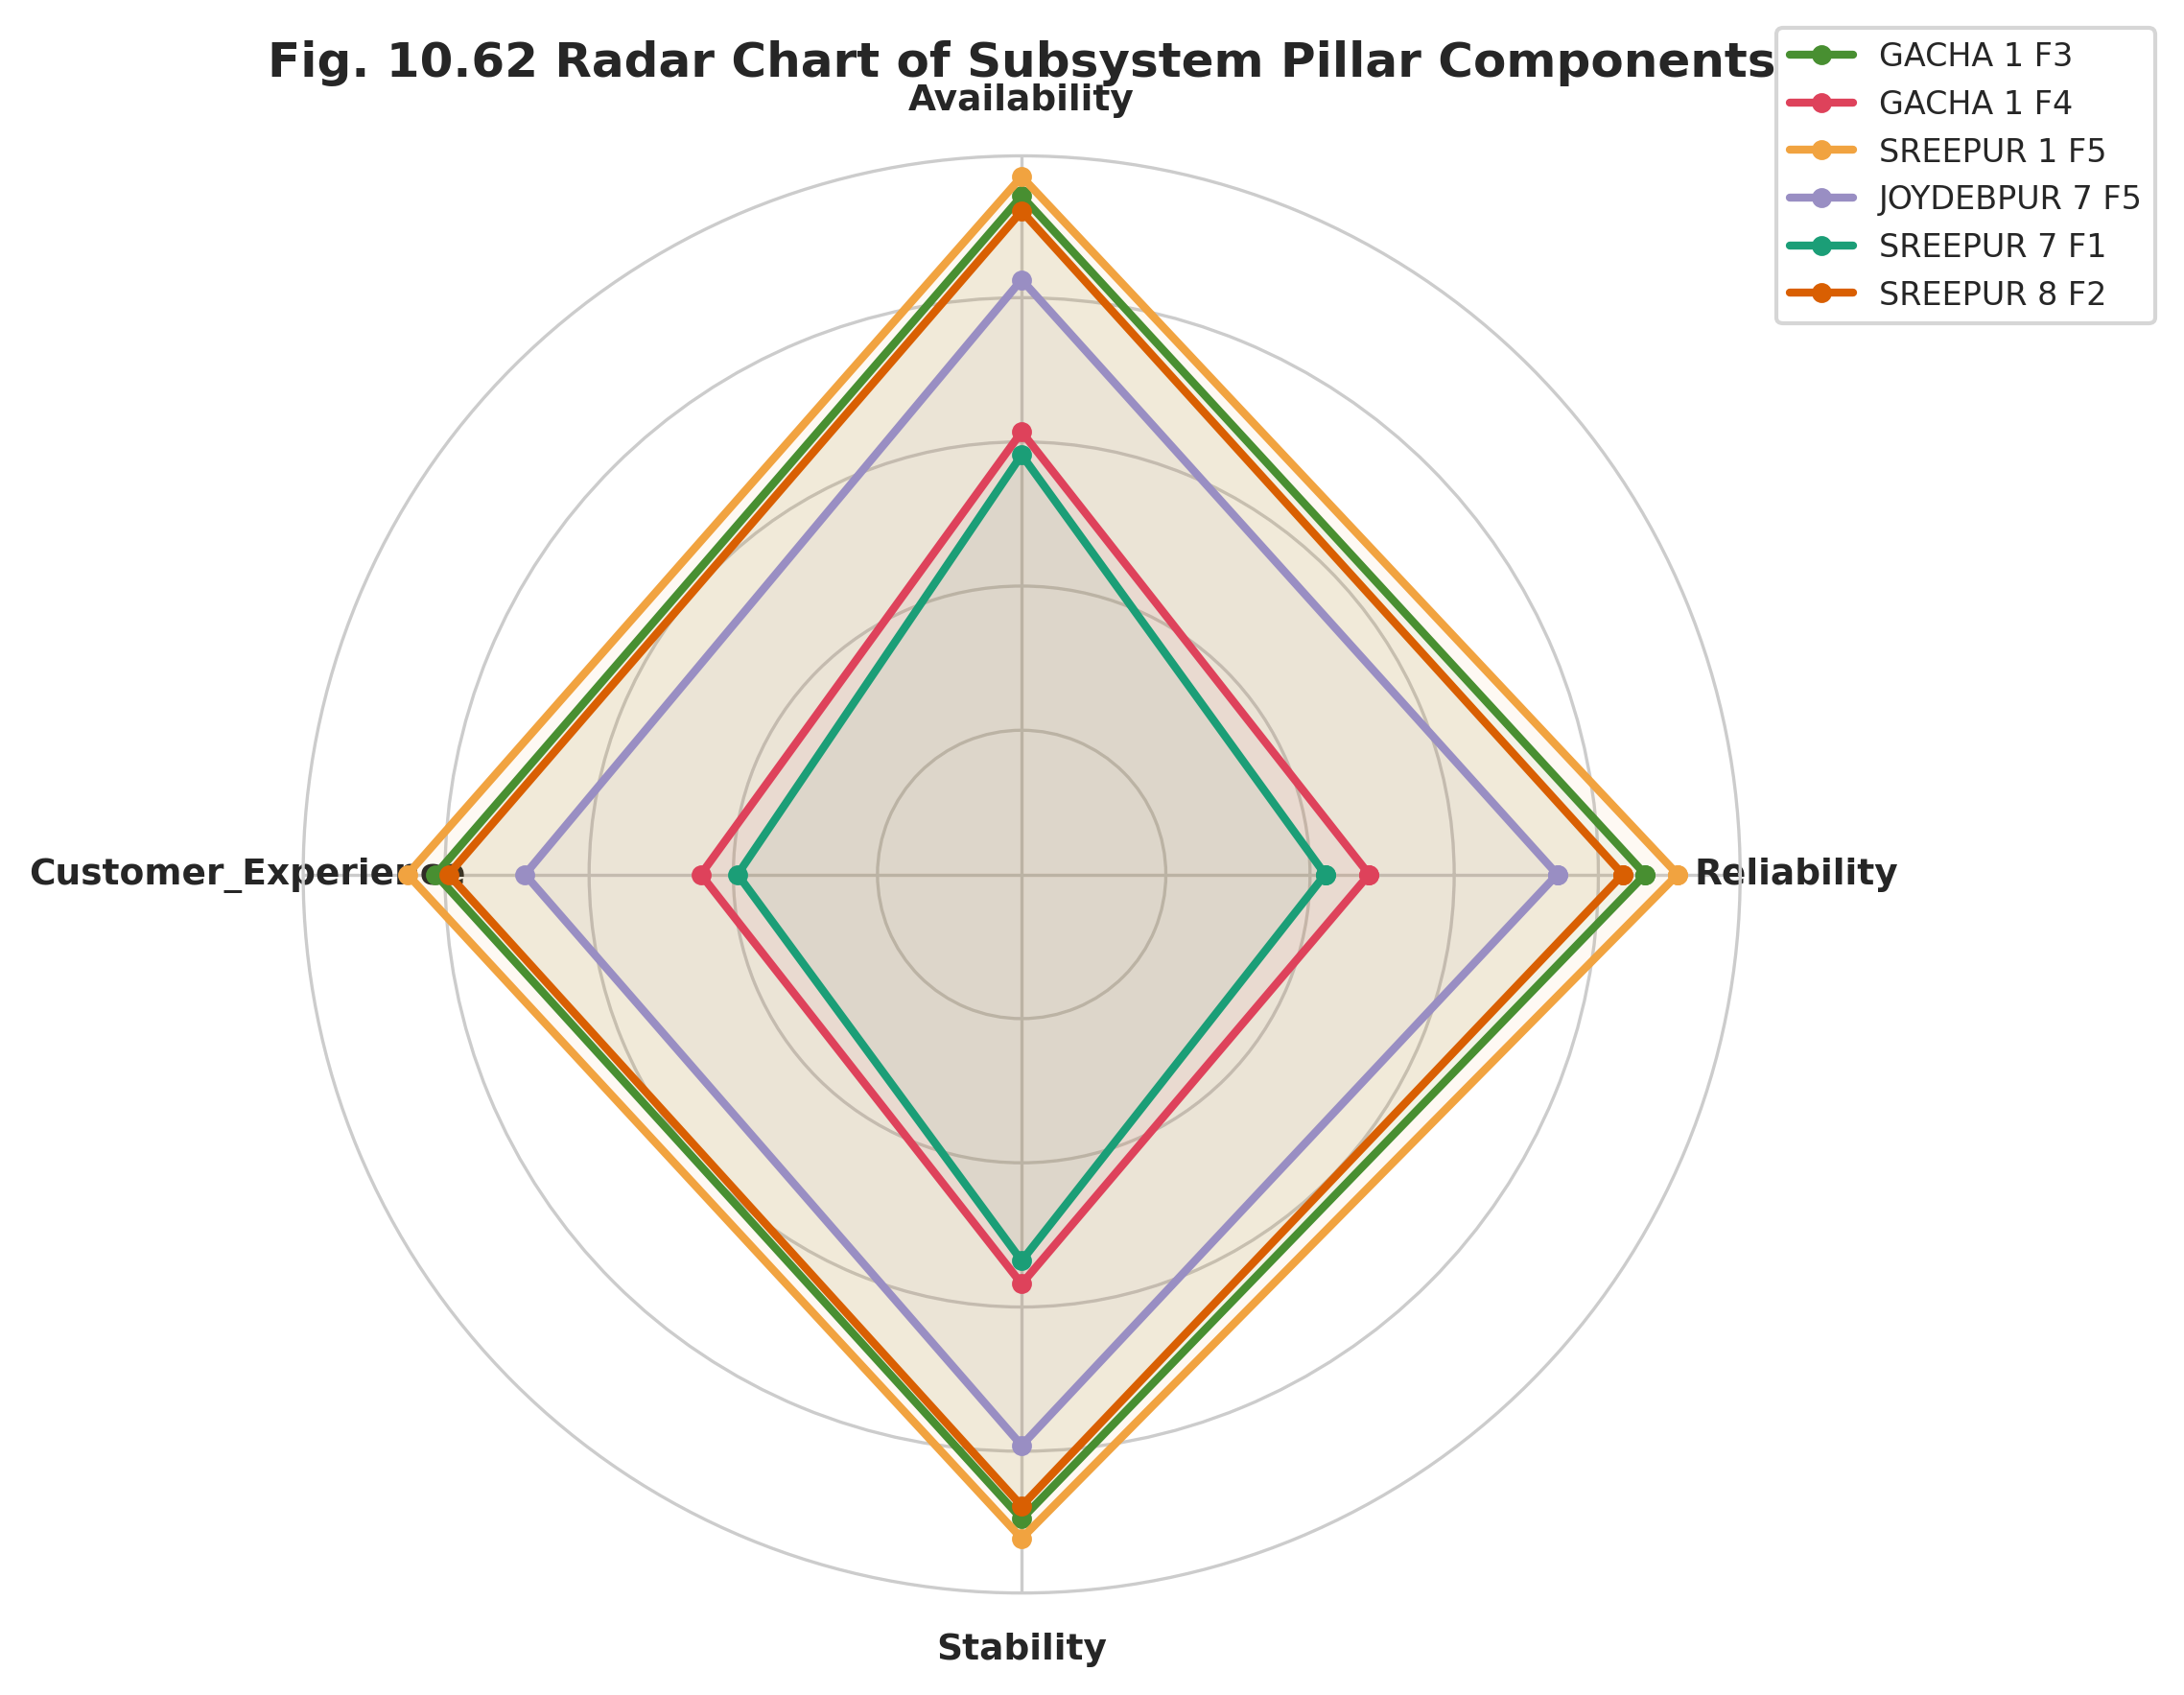 Fig. 10.62 Radar Chart of Subsystem Pillar Components
Availability
GACHA 1 F3
GACHA 1 F4
SREEPUR 1 F5
JOYDEBPUR 7 F5
SREEPUR 7 F1
SREEPUR 8 F2
Customer_Experience
Reliability
Stability